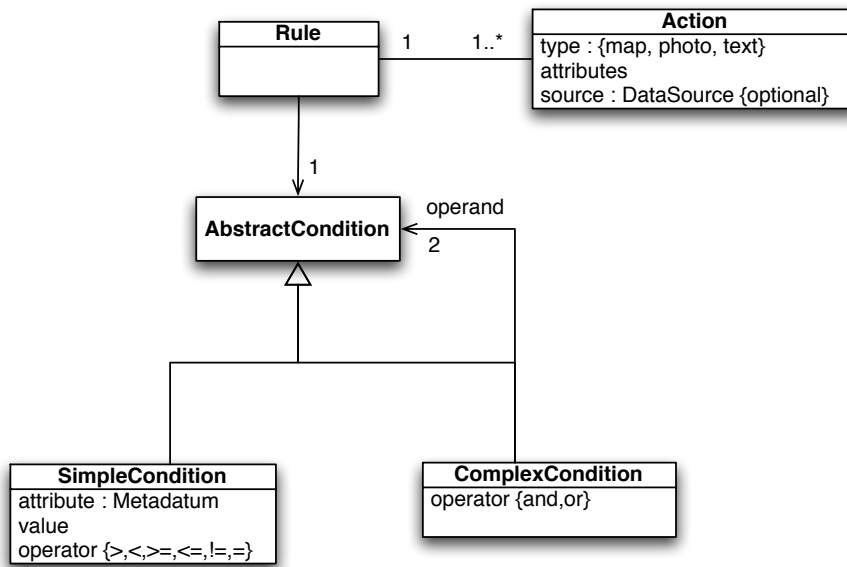 Rule
1
1..*
Action
type : {map, photo, text}
attributes
source : DataSource {optional}
1
AbstractCondition
operand
2
SimpleCondition
attribute : Metadatum
value
operator {>,<,>=,<=,!=,=}
ComplexCondition
operator {and,or}